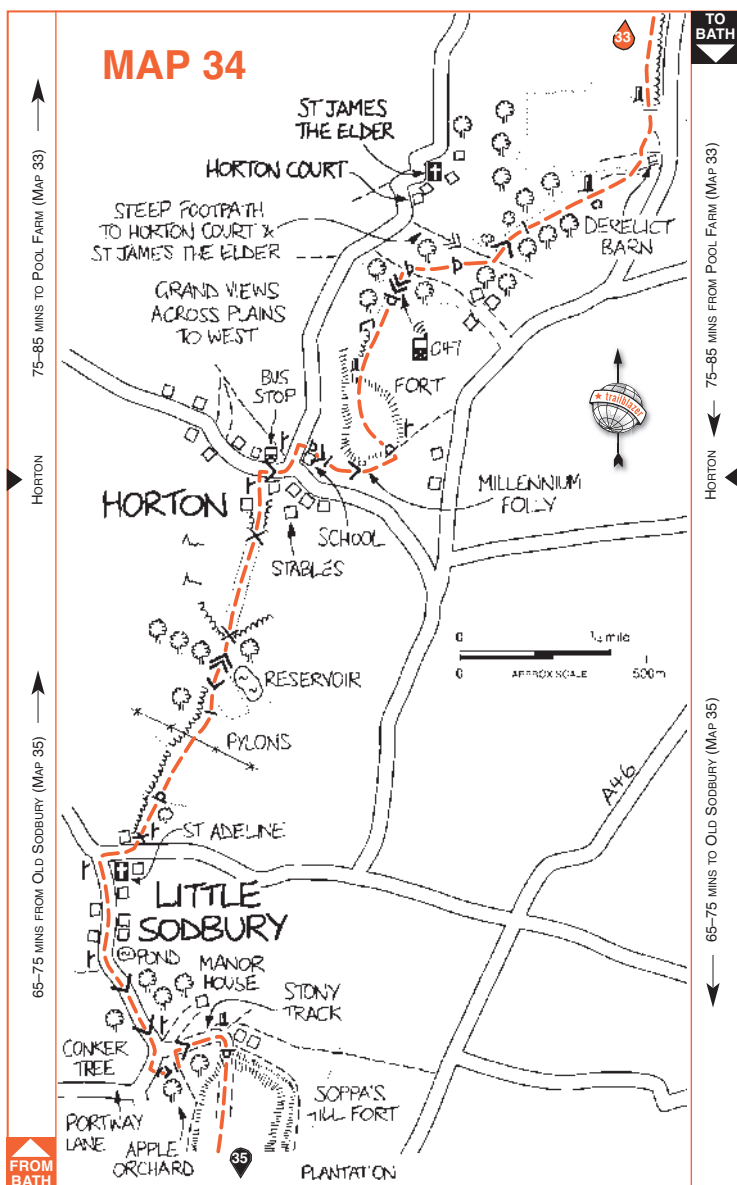 MAP 34
TO
BATH
33
ST JAMES
THE ELDER
HORTON COURT
STEEP FOOTPATH
TO HORTON COURT &
ST JAMES THE ELDER
DERELICT
BARN
GRAND VIEWS
ACROSS PLAINS
TO WEST
047
FORT
BUS
STOP
★ trailblazer
HORTON
MILLENNIUM
FOLLY
SCHOOL
STABLES
0 ¼ mile
0 APPROX SCALE 500m
RESERVOIR
PYLONS
A46
ST ADELINE
LITTLE
SODBURY
POND
MANOR
HOUSE
STONY
TRACK
CONKER
TREE
SOPPA'S
HILL FORT
PORTWAY
LANE
APPLE
ORCHARD
35
PLANTATION
FROM
BATH
75–85 MINS TO POOL FARM (MAP 33)
HORTON
65–75 MINS FROM OLD SODBURY (MAP 35)
75–85 MINS FROM POOL FARM (MAP 33)
HORTON
65–75 MINS TO OLD SODBURY (MAP 35)